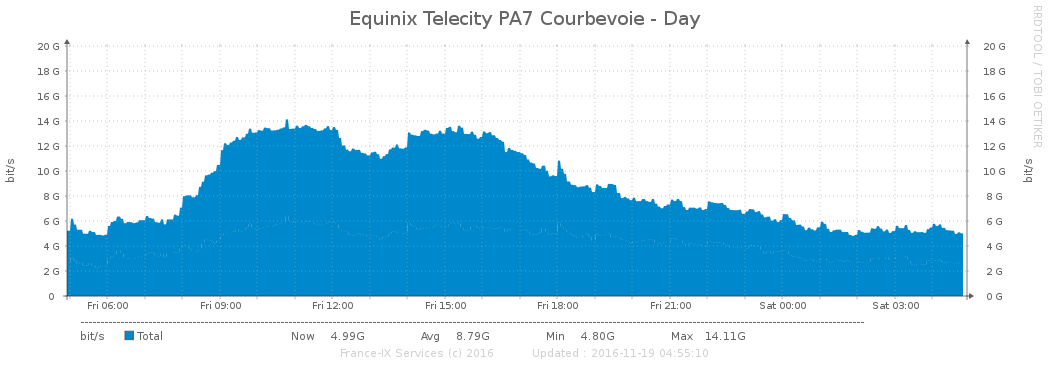 Equinix Telecity PA7 Courbevoie - Day
RRDTOOL / TOBI OETIKER
bit/s
20 G 20 G
18 G 18 G
16 G 16 G
14 G 14 G
12 G 12 G
10 G 10 G
8 G 8 G
6 G 6 G
4 G 4 G
2 G 2 G
0 0 G
bit/s
Fri 06:00 Fri 09:00 Fri 12:00 Fri 15:00 Fri 18:00 Fri 21:00 Sat 00:00 Sat 03:00
bit/s Total Now 4.99G Avg 8.79G Min 4.80G Max 14.11G
France-IX Services (c) 2016 Updated : 2016-11-19 04:55:10